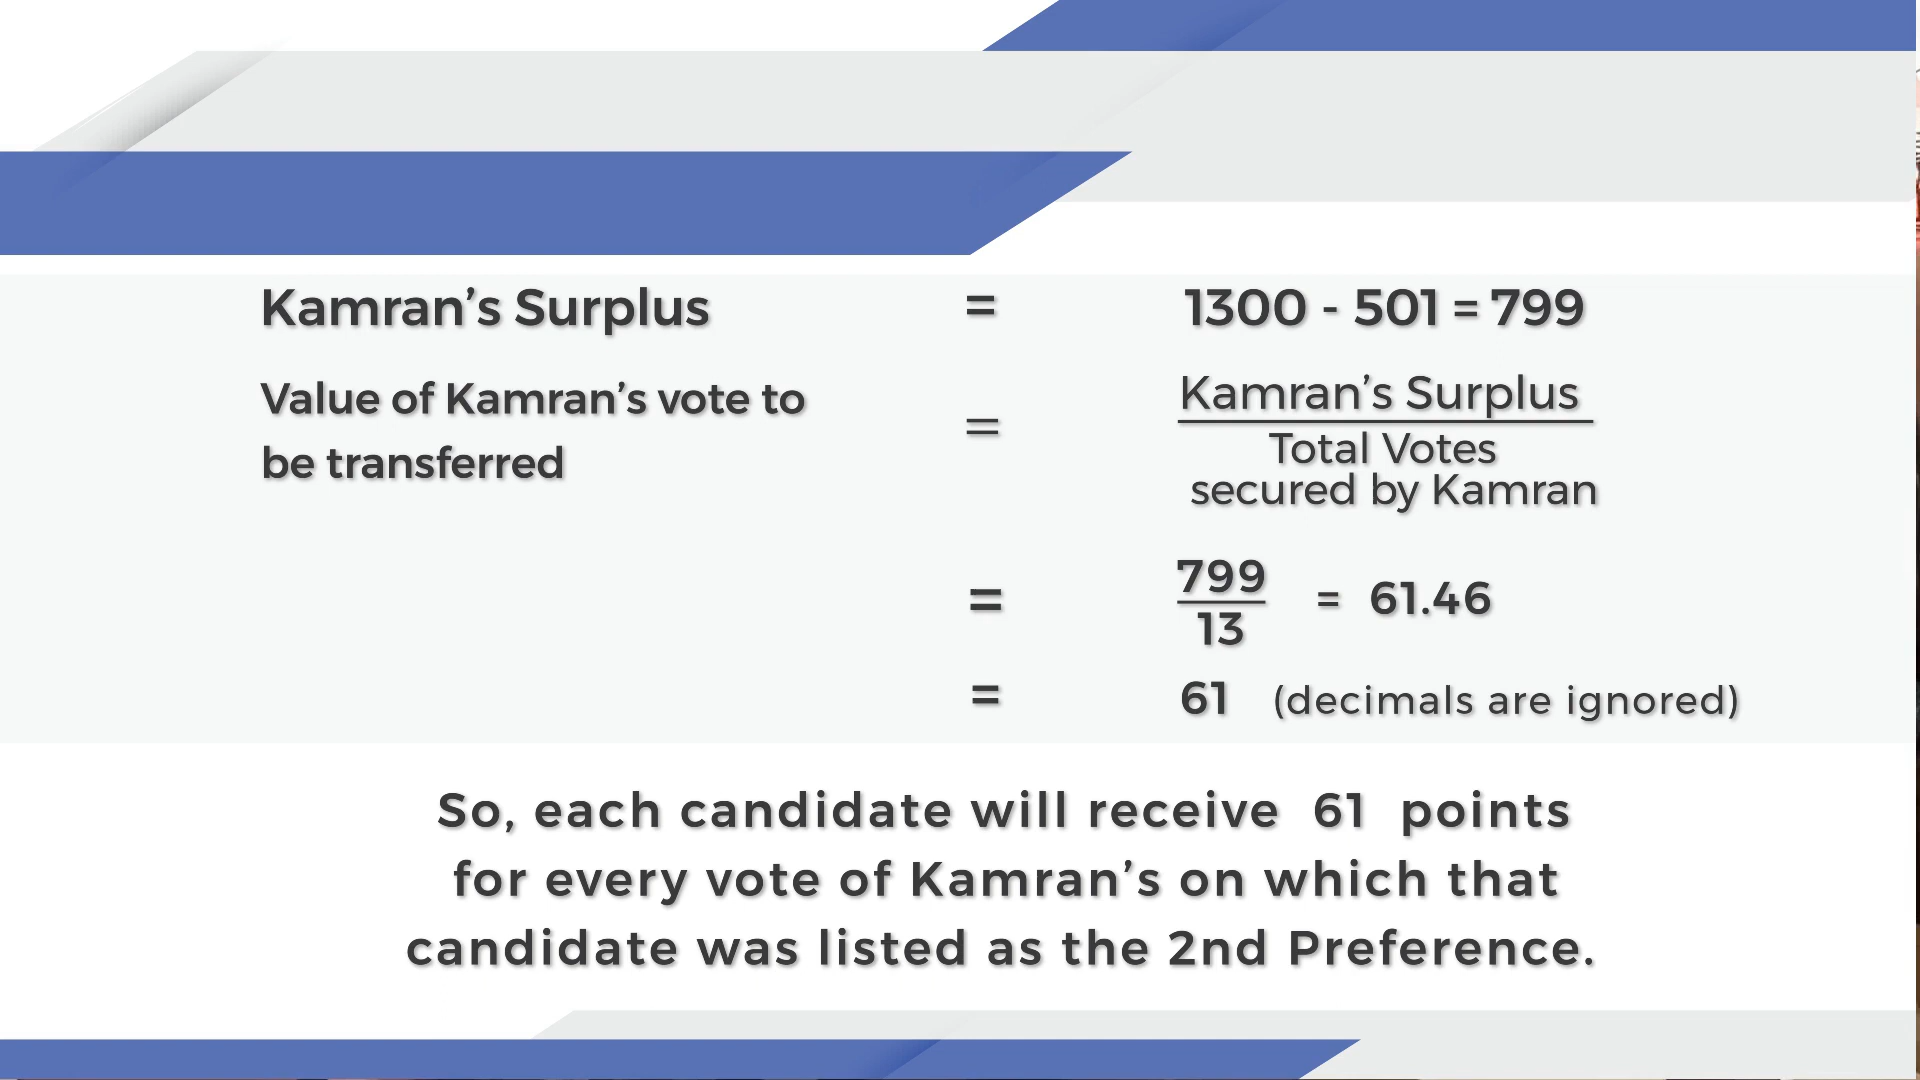 Kamran’s Surplus = 1300 - 501 = 799
Value of Kamran’s vote to
be transferred
= Kamran’s Surplus
Total Votes
secured by Kamran
= 799
13
= 61.46
= 61 (decimals are ignored)
So, each candidate will receive 61 points
for every vote of Kamran’s on which that
candidate was listed as the 2nd Preference.